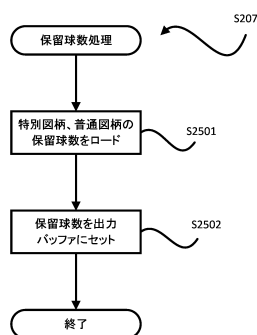 保留球数処理
S207
特別図柄、普通図柄の
保留球数をロード
S2501
保留球数を出力
バッファにセット
S2502
終了